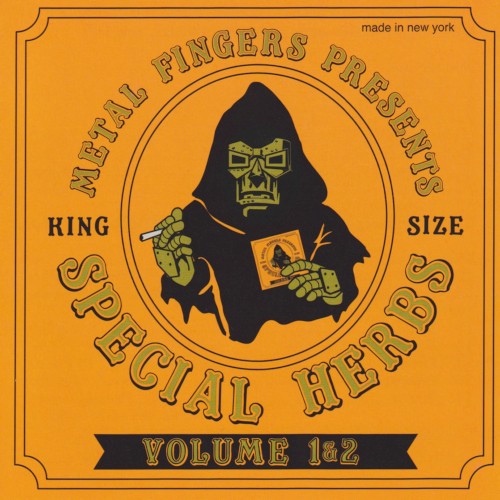 made in new york
METAL FINGERS PRESENTS
KING SIZE
SPECIAL HERBS
VOLUME 1&2